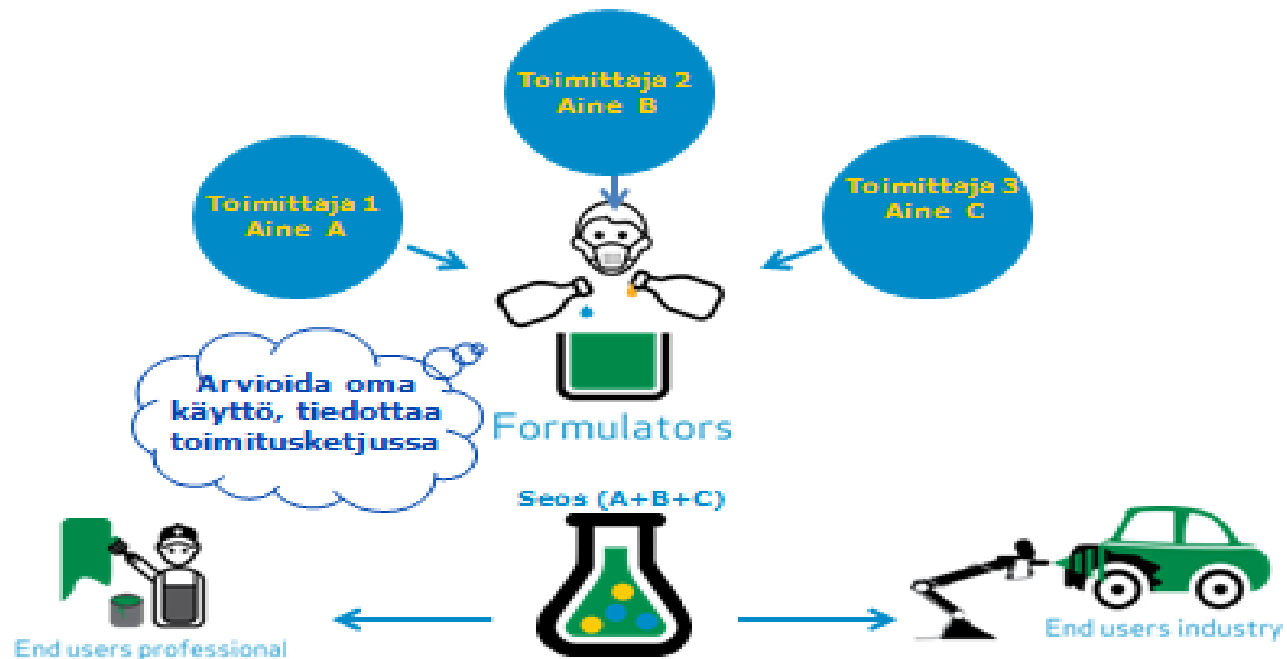 Toimittaja 2
Aine B
Toimittaja 1
Aine A
Toimittaja 3
Aine C
Arvioida oma
käyttö, tiedottaa
toimitusketjussa
Formulators
Seos (A+B+C)
End users professional
End users industry